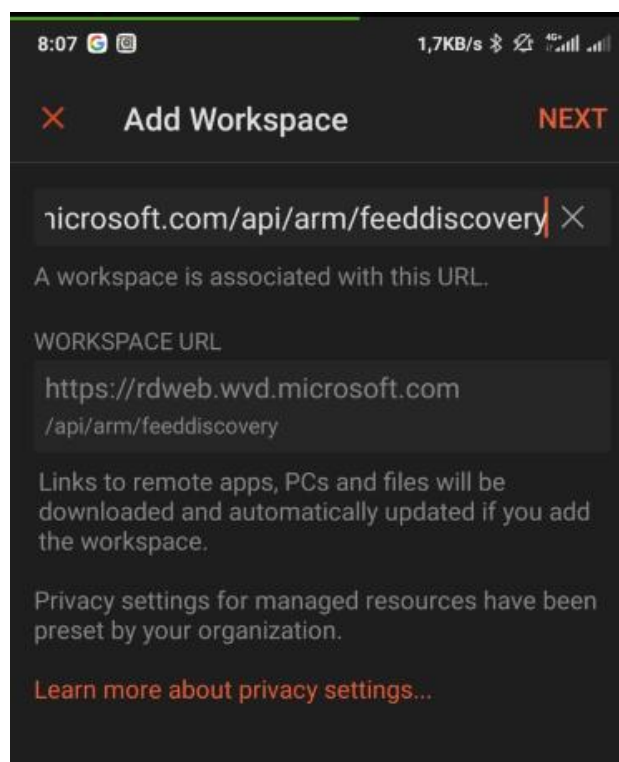 8:07 1,7KB/s 4G+
Add Workspace NEXT
nicrosoft.com/api/arm/feeddiscovery
A workspace is associated with this URL.
WORKSPACE URL
https://rdweb.wvd.microsoft.com
/api/arm/feeddiscovery
Links to remote apps, PCs and files will be
downloaded and automatically updated if you add
the workspace.
Privacy settings for managed resources have been
preset by your organization.
Learn more about privacy settings...